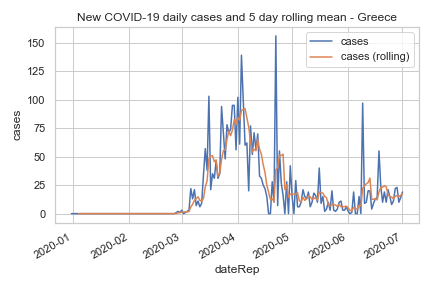 New COVID-19 daily cases and 5 day rolling mean - Greece
cases
cases (rolling)
150
125
100
75
50
25
0
cases
2020-01
2020-02
2020-03
2020-04
2020-05
2020-06
2020-07
dateRep